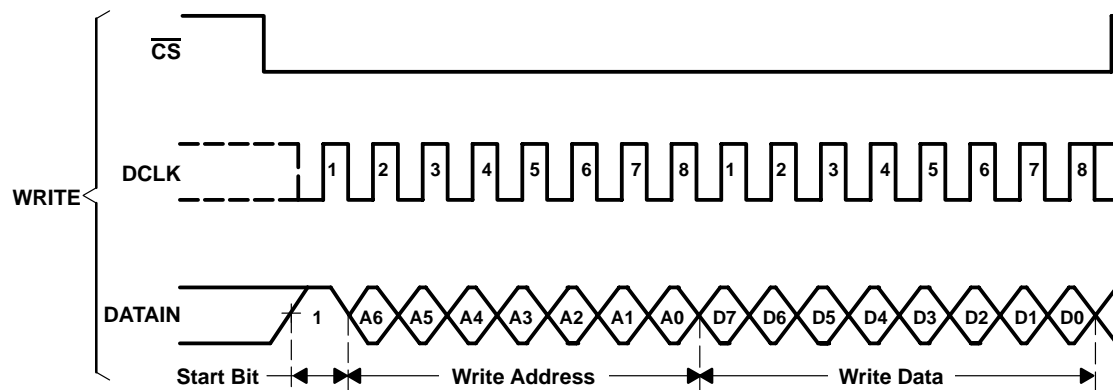 CS
WRITE
DCLK 1 2 3 4 5 6 7 8 1 2 3 4 5 6 7 8
DATAIN 1 A6 A5 A4 A3 A2 A1 A0 D7 D6 D5 D4 D3 D2 D1 D0
Start Bit Write Address Write Data